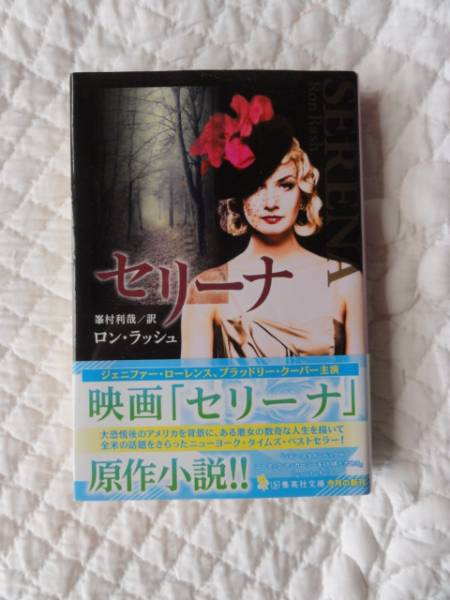 SERENA
Ron Rash
セリーナ
峯村利哉/訳
ロン・ラッシュ
ジェニファー・ローレンス、ブラッドリー・クーパー主演
映画「セリーナ」
大恐慌後のアメリカを背景に、ある悪女の数奇な人生を描いて
全米の話題をさらったニューヨーク・タイムズ・ベストセラー!
原作小説!!
集英社文庫 今月の新刊